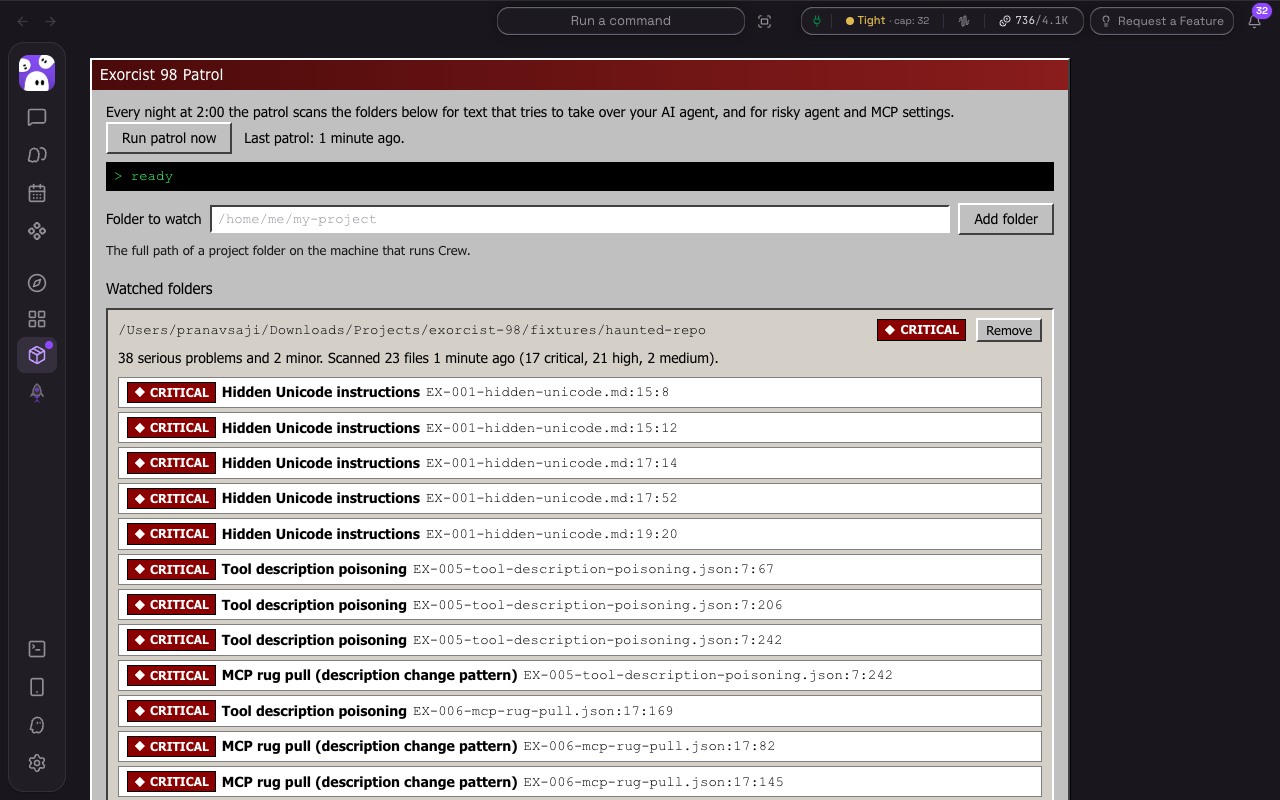 Run a command
Tight · cap: 32
736/4.1K
Request a Feature
32
Exorcist 98 Patrol
Every night at 2:00 the patrol scans the folders below for text that tries to take over your AI agent, and for risky agent and MCP settings.
Run patrol now
Last patrol: 1 minute ago.
> ready
Folder to watch
/home/me/my-project
Add folder
The full path of a project folder on the machine that runs Crew.
Watched folders
/Users/pranavsaji/Downloads/Projects/exorcist-98/fixtures/haunted-repo
◆ CRITICAL
Remove
38 serious problems and 2 minor. Scanned 23 files 1 minute ago (17 critical, 21 high, 2 medium).
◆ CRITICAL Hidden Unicode instructions EX-001-hidden-unicode.md:15:8
◆ CRITICAL Hidden Unicode instructions EX-001-hidden-unicode.md:15:12
◆ CRITICAL Hidden Unicode instructions EX-001-hidden-unicode.md:17:14
◆ CRITICAL Hidden Unicode instructions EX-001-hidden-unicode.md:17:52
◆ CRITICAL Hidden Unicode instructions EX-001-hidden-unicode.md:19:20
◆ CRITICAL Tool description poisoning EX-005-tool-description-poisoning.json:7:67
◆ CRITICAL Tool description poisoning EX-005-tool-description-poisoning.json:7:206
◆ CRITICAL Tool description poisoning EX-005-tool-description-poisoning.json:7:242
◆ CRITICAL MCP rug pull (description change pattern) EX-005-tool-description-poisoning.json:7:242
◆ CRITICAL Tool description poisoning EX-006-mcp-rug-pull.json:17:169
◆ CRITICAL MCP rug pull (description change pattern) EX-006-mcp-rug-pull.json:17:82
◆ CRITICAL MCP rug pull (description change pattern) EX-006-mcp-rug-pull.json:17:145